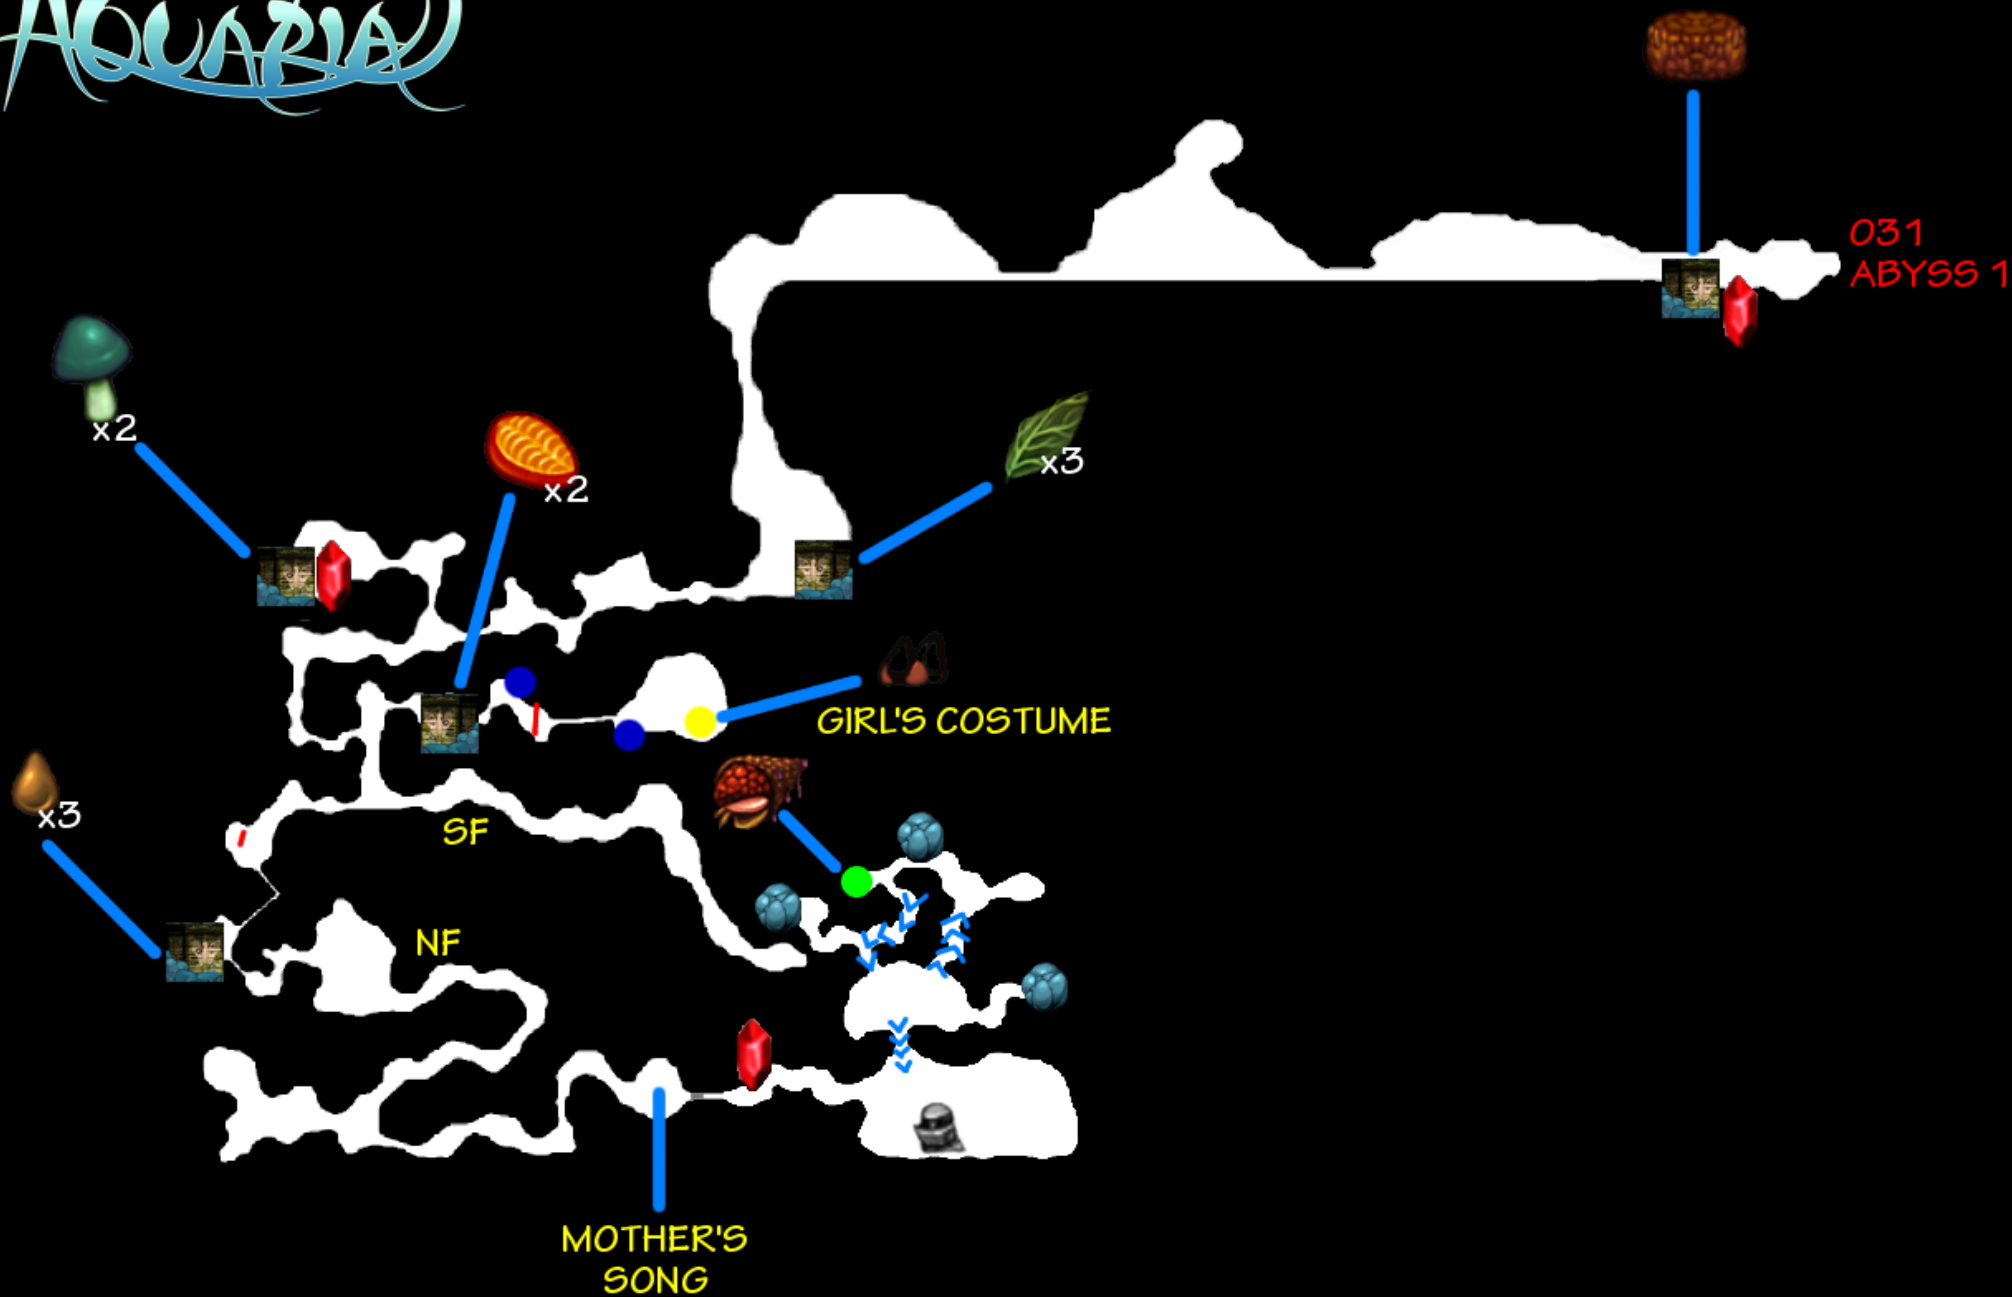 AQUARIA
031
ABYSS 1
x2
x2
x3
GIRL'S COSTUME
x3
SF
NF
MOTHER'S
SONG